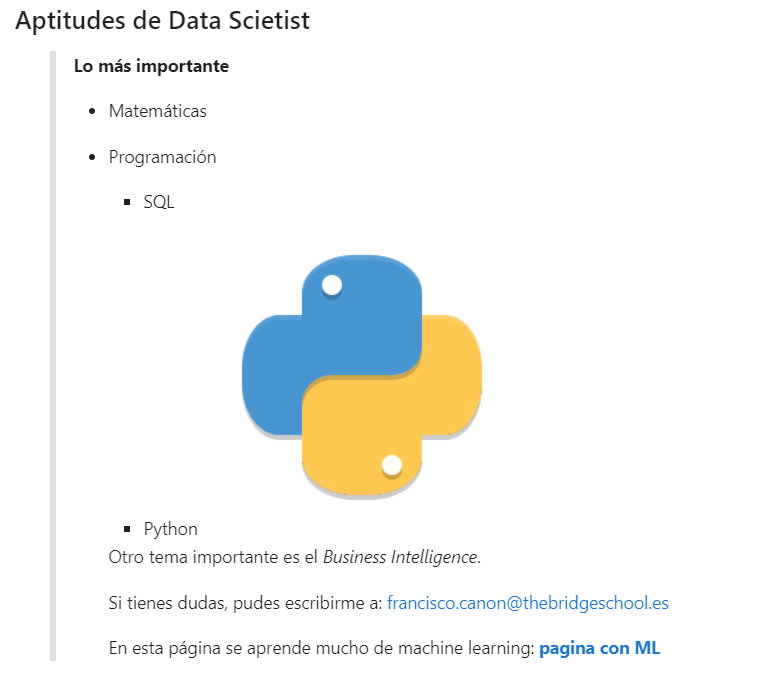 Aptitudes de Data Scietist
Lo más importante
Matemáticas
Programación
SQL
Python
Otro tema importante es el Business Intelligence.
Si tienes dudas, pudes escribirme a: francisco.canon@thebridgeschool.es
En esta página se aprende mucho de machine learning: pagina con ML